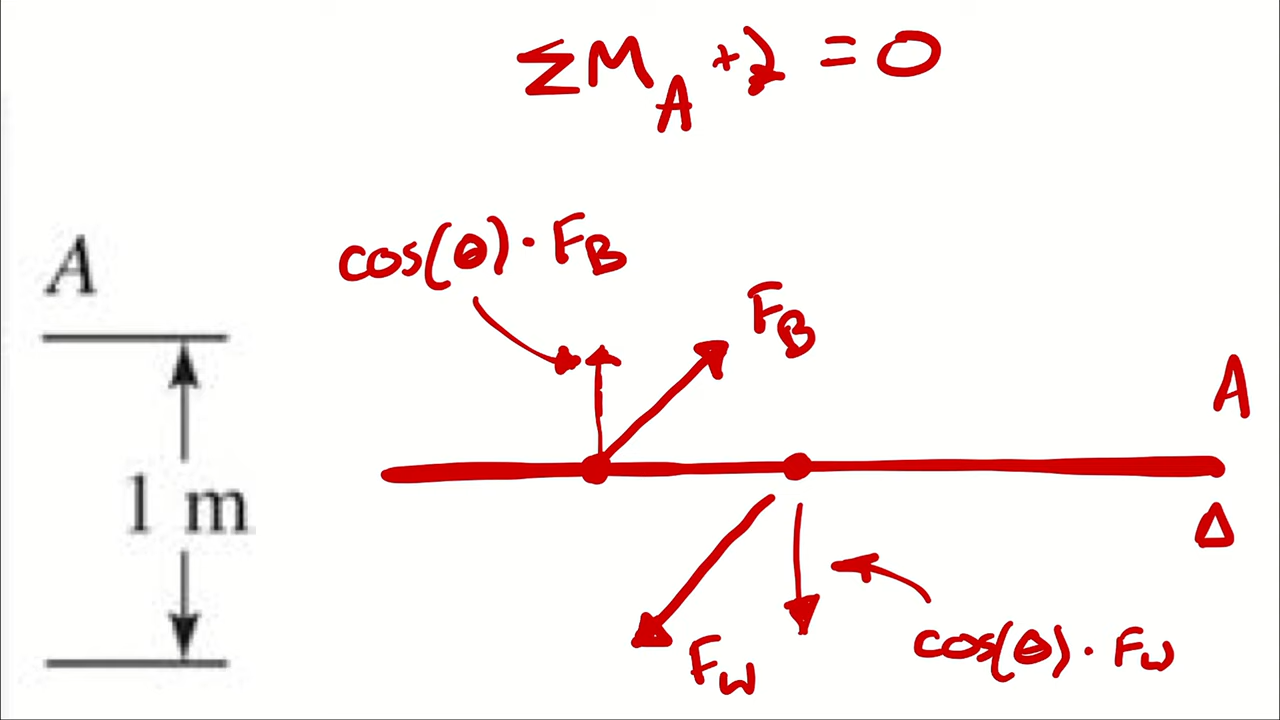 ΣM_A +↻ = 0
A
cos(θ) · F_B
F_B
A
1 m
F_W
cos(θ) · F_W